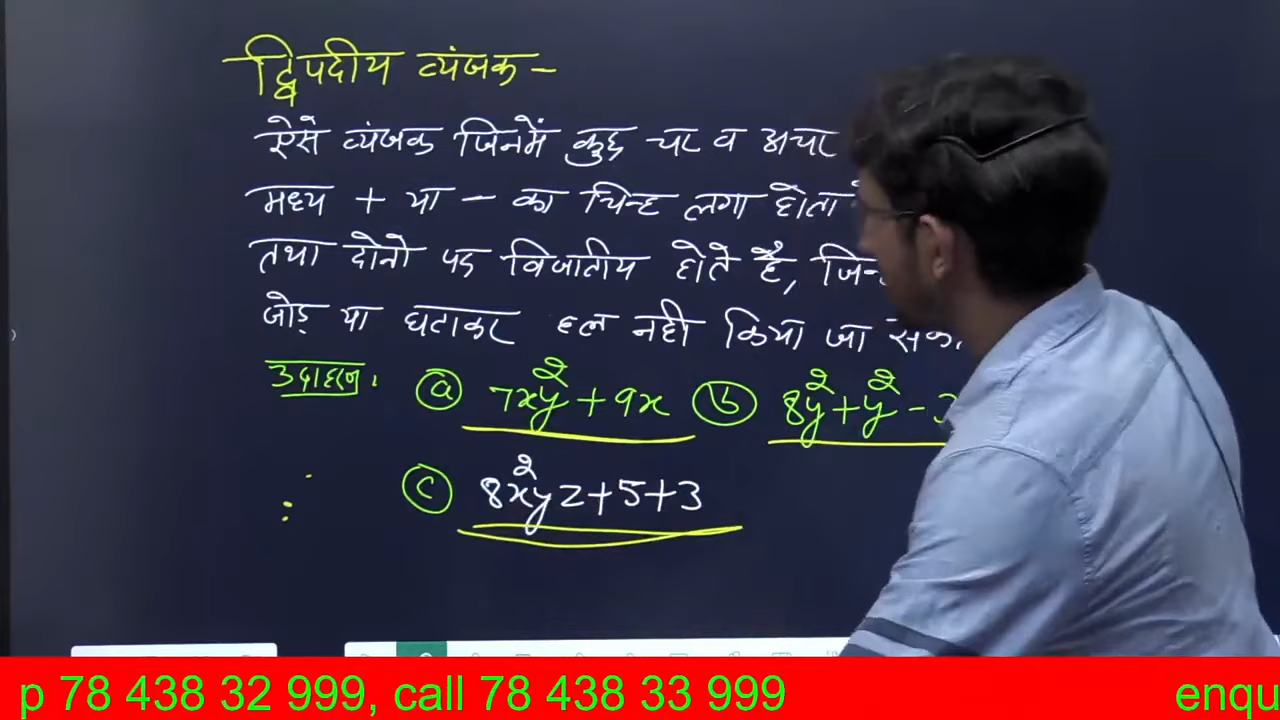 द्विपदीय व्यंजक -
ऐसे व्यंजक जिनमें कुछ चर व अचर
मध्य + या - का चिन्ह लगा होता
तथा दोनो पद विजातीय होते है,
जोड़ या घटाकर हल नही किया जा
उदाहरण: (a) 7xy² + 9x (b) 8y² + y² -
(c) 8x²yz + 5 + 3
p 78 438 32 999, call 78 438 33 999 enqu